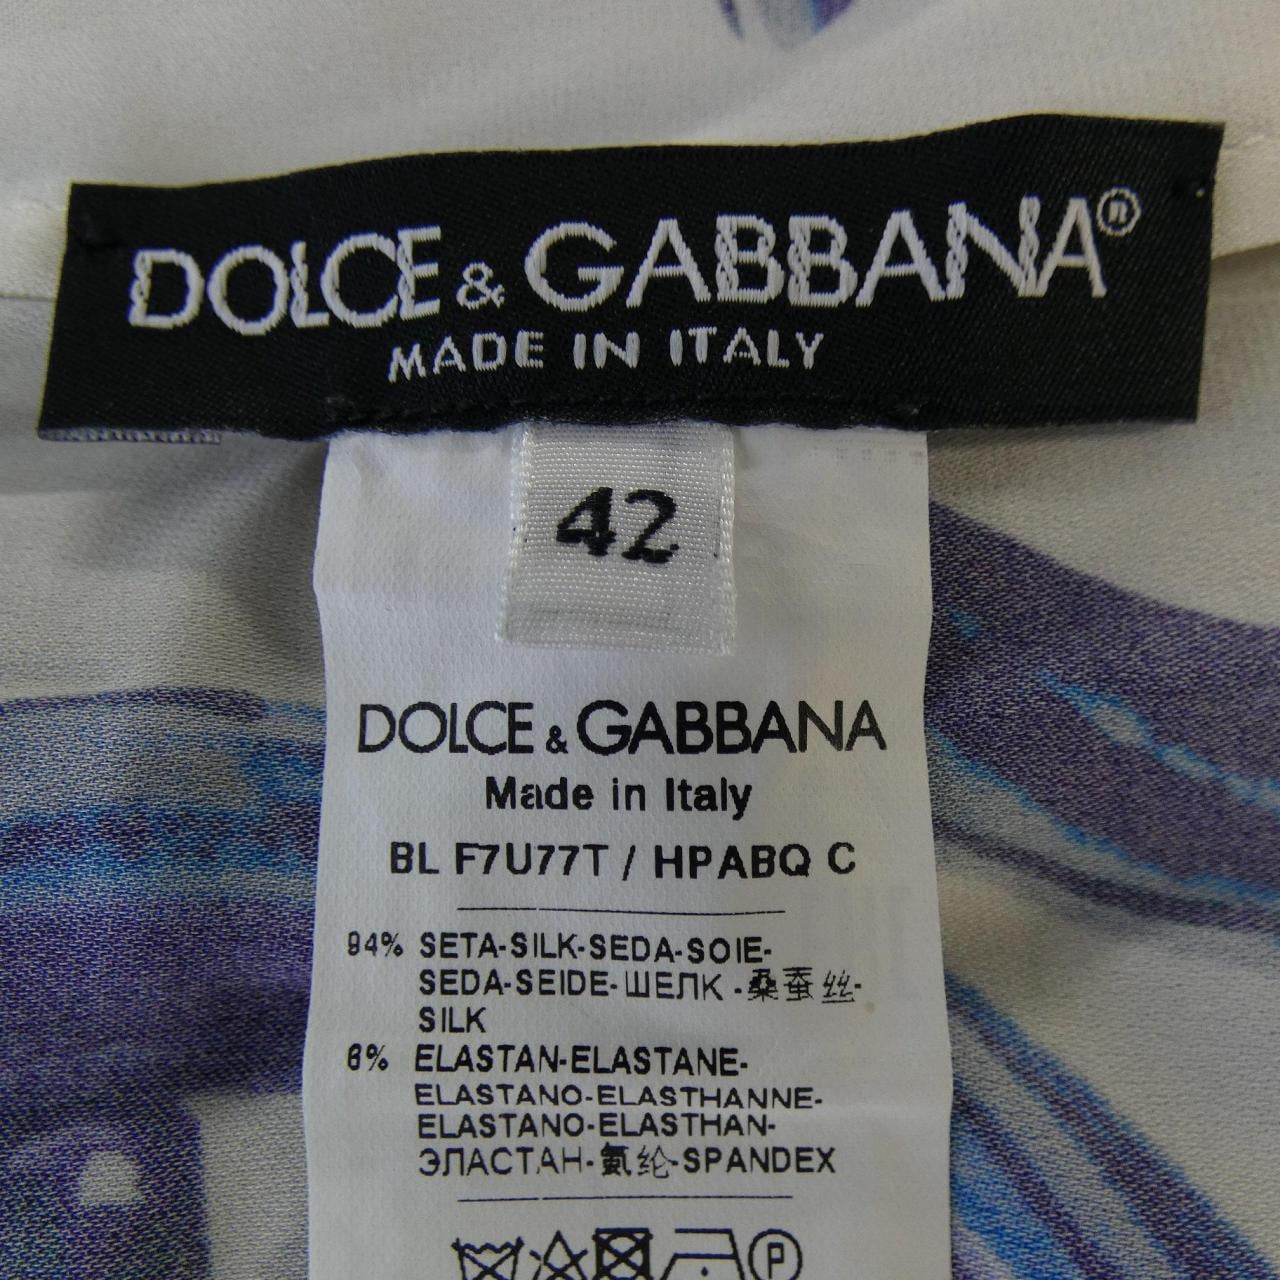 DOLCE & GABBANA®
MADE IN ITALY
42
DOLCE & GABBANA
Made in Italy
BL F7U77T / HPABQ C
94% SETA-SILK-SEDA-SOIE-
SEDA-SEIDE-ШЕЛК-桑蚕丝-
SILK
6% ELASTAN-ELASTANE-
ELASTANO-ELASTHANNE-
ELASTANO-ELASTHAN-
ЭЛАСТАН-氨纶-SPANDEX
P